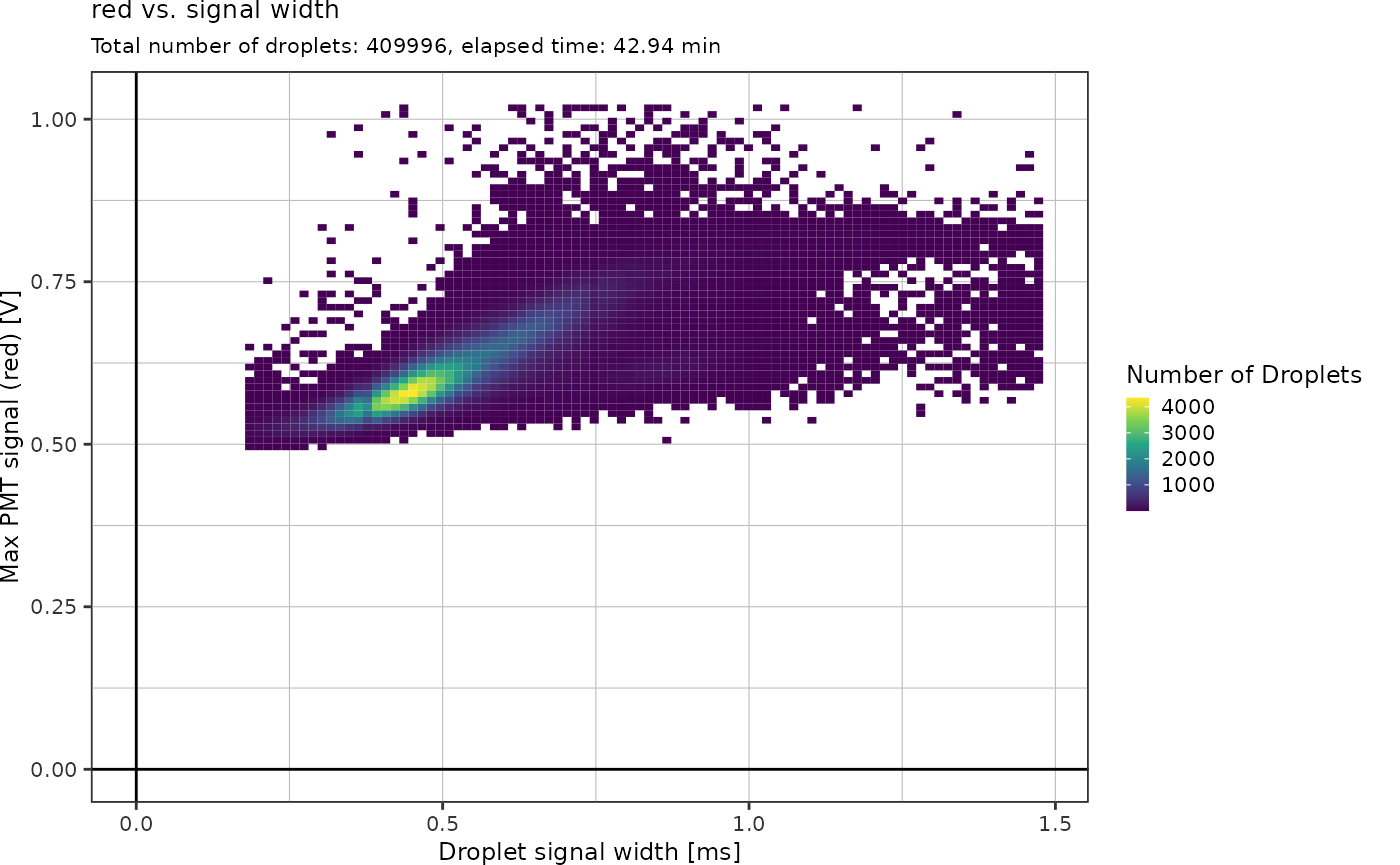 red vs. signal width
Total number of droplets: 409996, elapsed time: 42.94 min
Max PMT signal (red) [V]
1.00
0.75
0.50
0.25
0.00
0.0
0.5
1.0
1.5
Droplet signal width [ms]
Number of Droplets
4000
3000
2000
1000